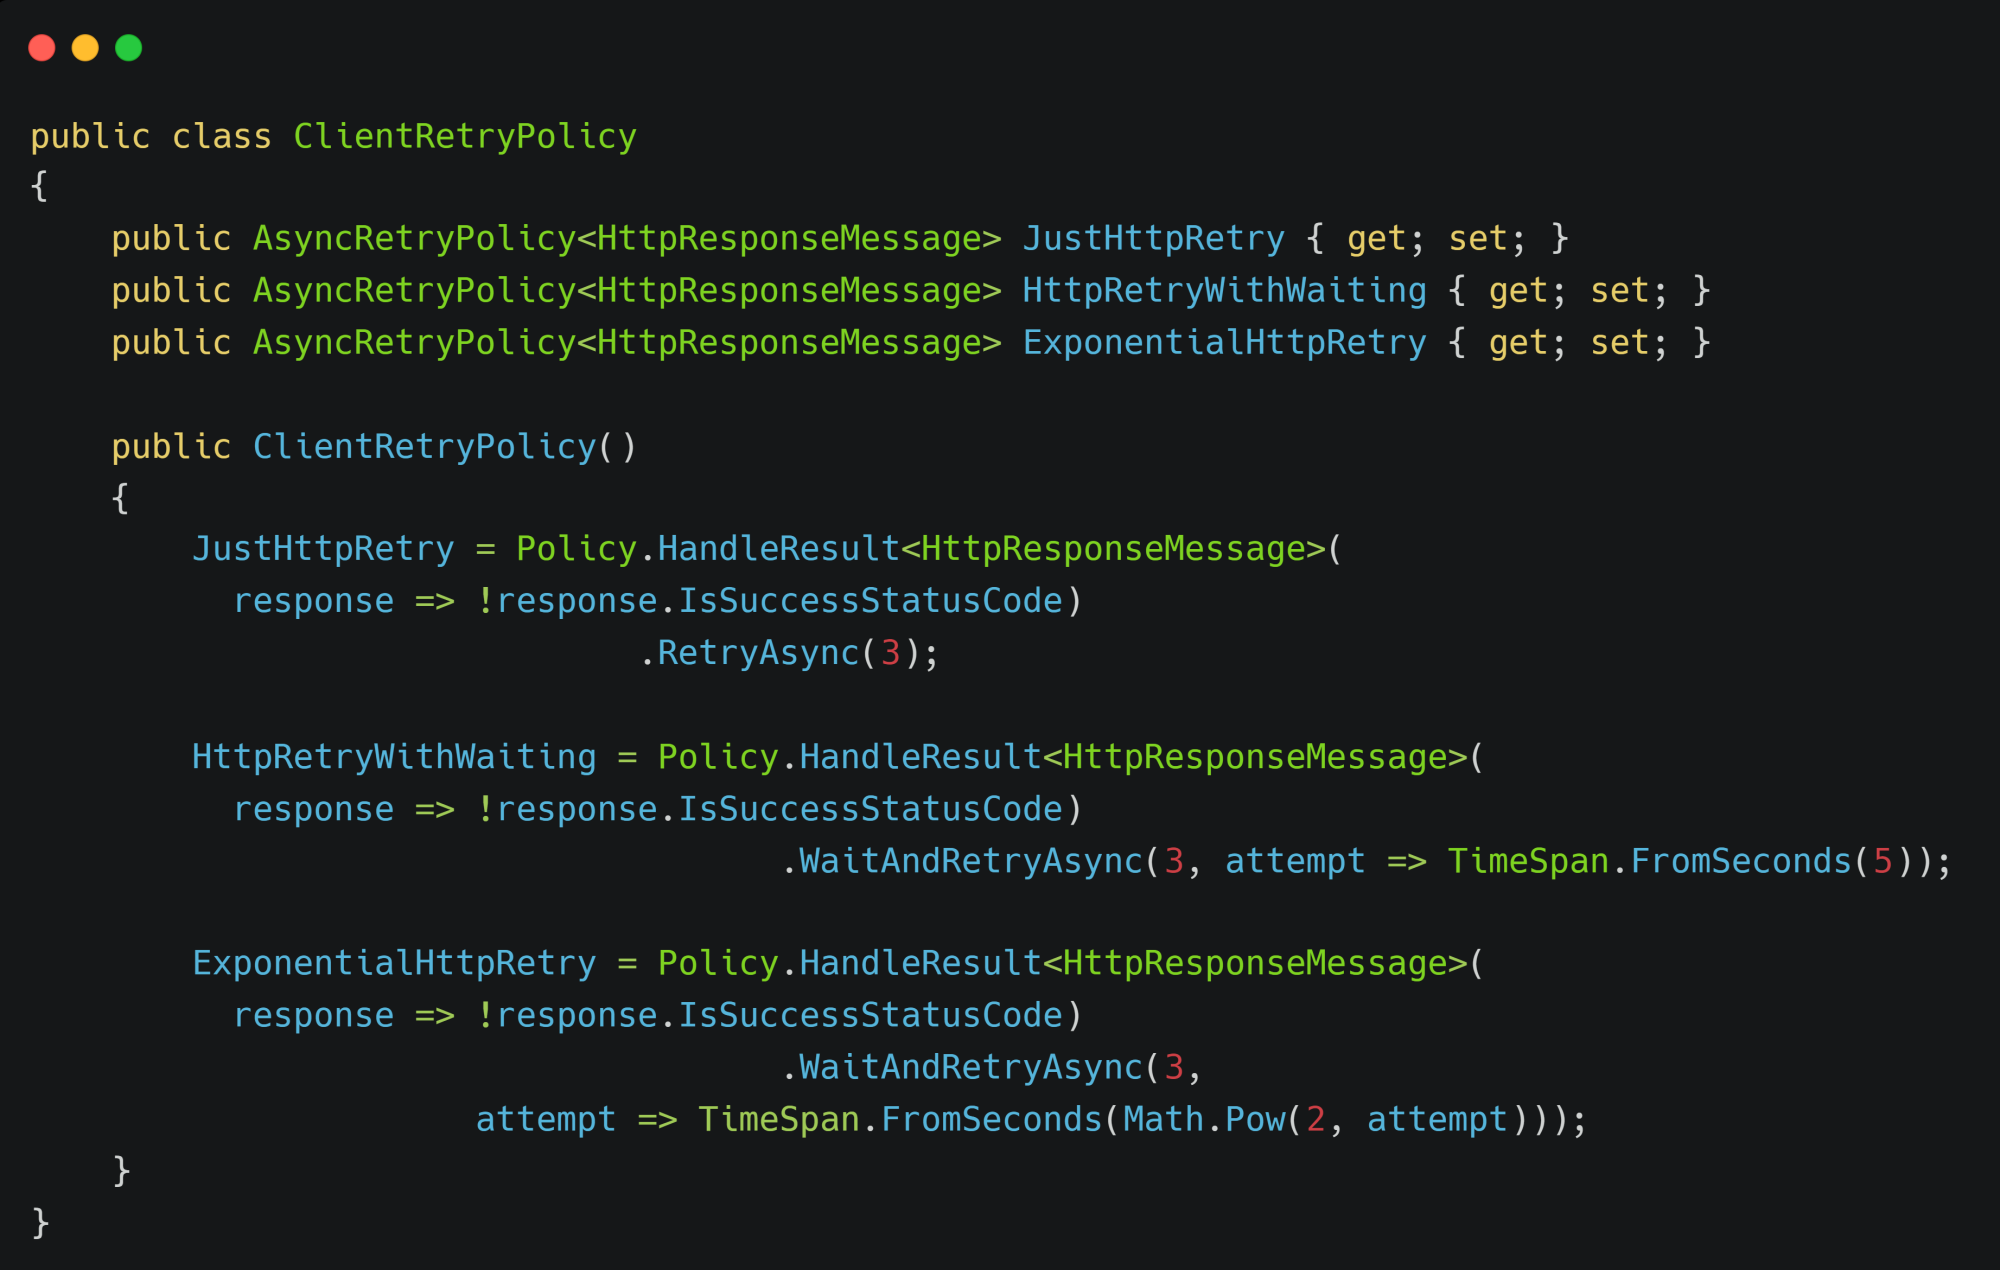 public class ClientRetryPolicy
{
    public AsyncRetryPolicy<HttpResponseMessage> JustHttpRetry { get; set; }
    public AsyncRetryPolicy<HttpResponseMessage> HttpRetryWithWaiting { get; set; }
    public AsyncRetryPolicy<HttpResponseMessage> ExponentialHttpRetry { get; set; }
    public ClientRetryPolicy()
    {
        JustHttpRetry = Policy.HandleResult<HttpResponseMessage>(
          response => !response.IsSuccessStatusCode)
                              .RetryAsync(3);
        HttpRetryWithWaiting = Policy.HandleResult<HttpResponseMessage>(
          response => !response.IsSuccessStatusCode)
                                     .WaitAndRetryAsync(3, attempt => TimeSpan.FromSeconds(5));
        ExponentialHttpRetry = Policy.HandleResult<HttpResponseMessage>(
          response => !response.IsSuccessStatusCode)
                                     .WaitAndRetryAsync(3,
                      attempt => TimeSpan.FromSeconds(Math.Pow(2, attempt)));
    }
}